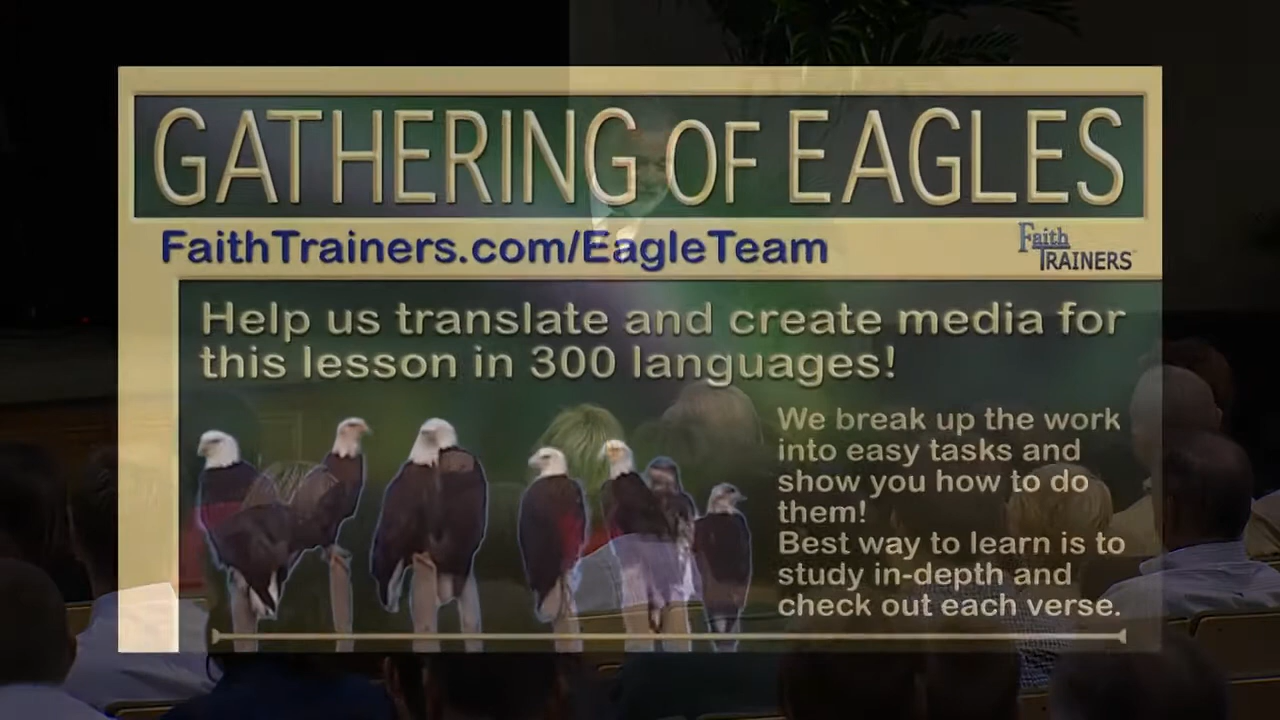 GATHERING OF EAGLES
FaithTrainers.com/EagleTeam
Faith
TRAINERS
Help us translate and create media for
this lesson in 300 languages!
We break up the work
into easy tasks and
show you how to do
them!
Best way to learn is to
study in-depth and
check out each verse.